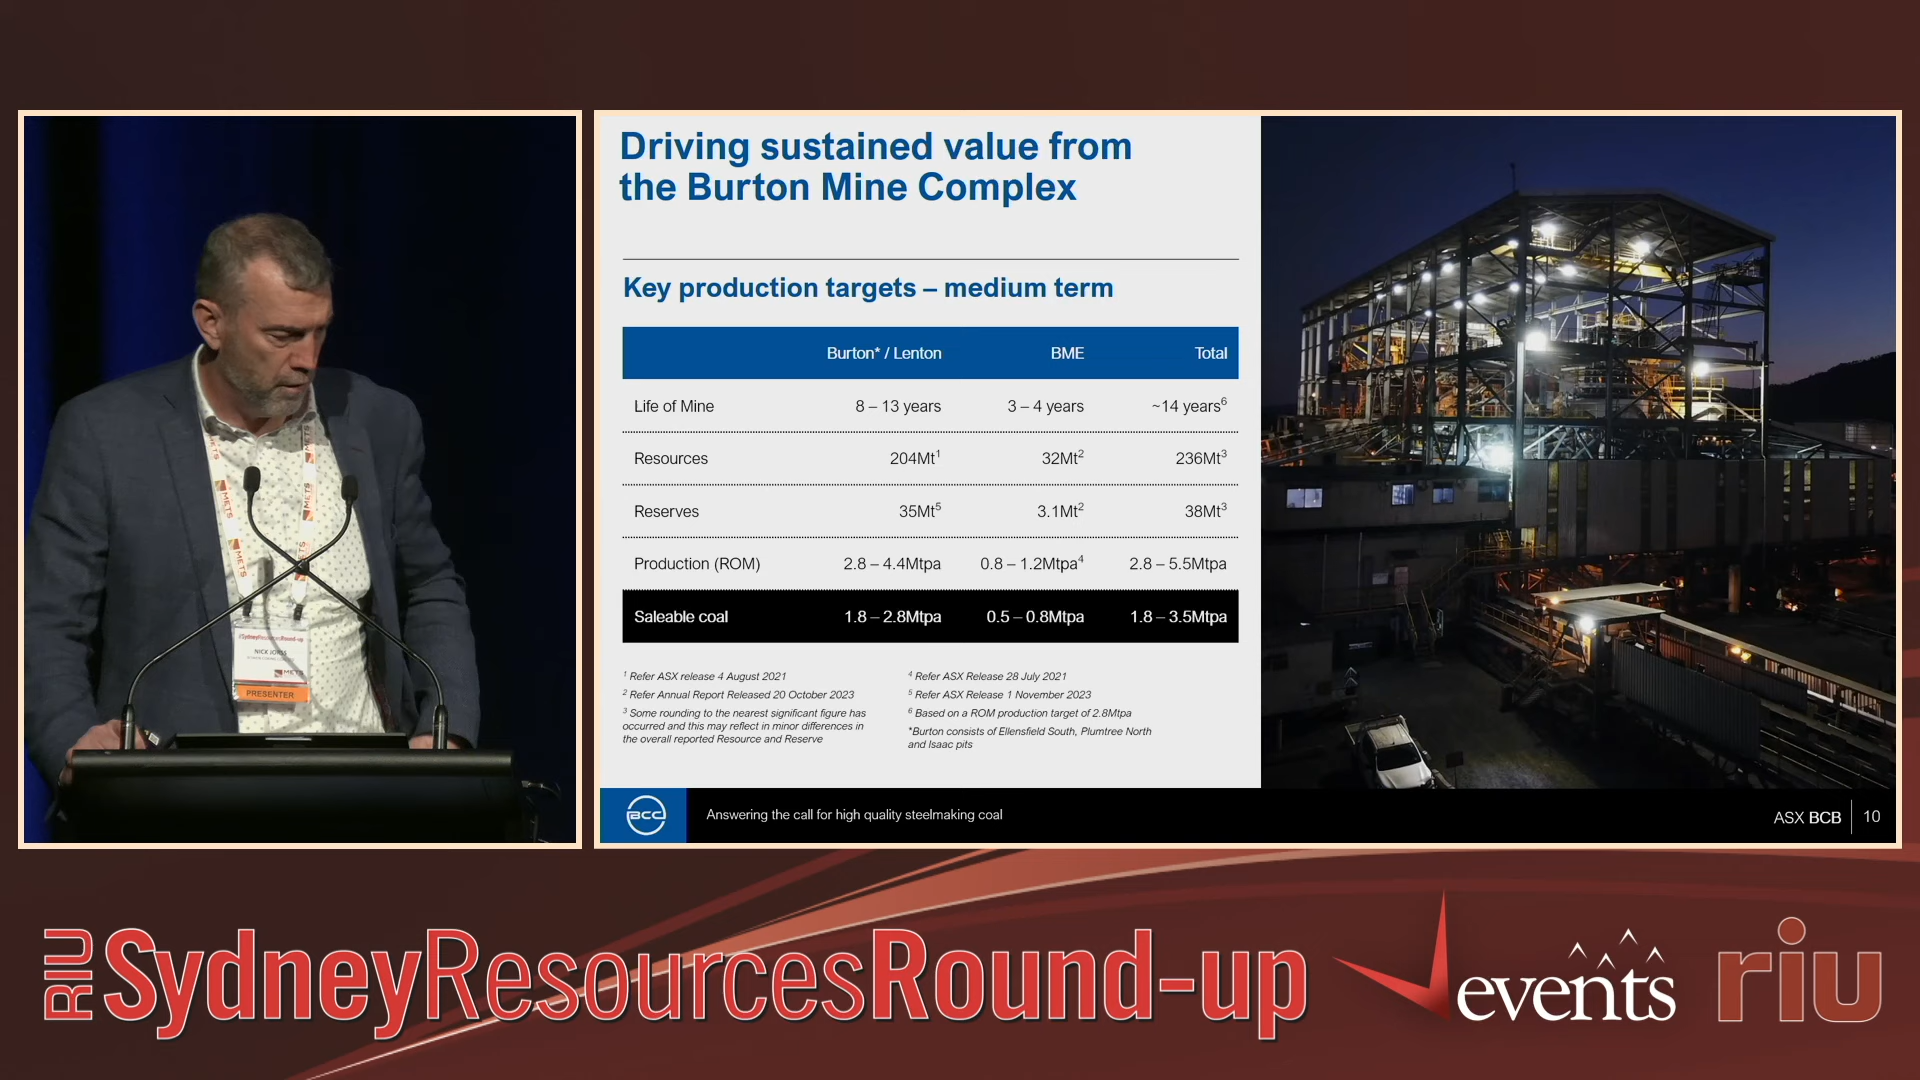 Driving sustained value from
the Burton Mine Complex
Key production targets – medium term
Burton* / Lenton BME Total
Life of Mine 8 – 13 years 3 – 4 years ~14 years6
Resources 204Mt1 32Mt2 236Mt3
Reserves 35Mt5 3.1Mt2 38Mt3
Production (ROM) 2.8 – 4.4Mtpa 0.8 – 1.2Mtpa4 2.8 – 5.5Mtpa
Saleable coal 1.8 – 2.8Mtpa 0.5 – 0.8Mtpa 1.8 – 3.5Mtpa
1 Refer ASX release 4 August 2021
2 Refer Annual Report Released 20 October 2023
3 Some rounding to the nearest significant figure has
occurred and this may reflect in minor differences in
the overall reported Resource and Reserve
4 Refer ASX Release 28 July 2021
5 Refer ASX Release 1 November 2023
6 Based on a ROM production target of 2.8Mtpa
*Burton consists of Ellensfield South, Plumtree North
and Isaac pits
BCC
Answering the call for high quality steelmaking coal
ASX BCB 10
METS
METS
METS
METS
NICK
METS
PRESENTER
RIU SydneyResourcesRound-up
events
riu